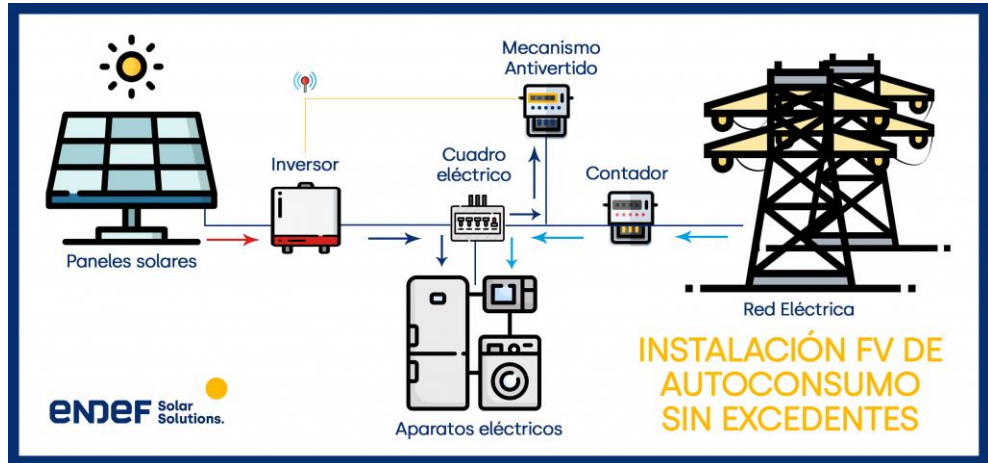 Mecanismo
Antivertido
Inversor
Cuadro
eléctrico
Contador
Paneles solares
Red Eléctrica
Aparatos eléctricos
INSTALACIÓN FV DE
AUTOCONSUMO
SIN EXCEDENTES
ENDEF Solar
Solutions.